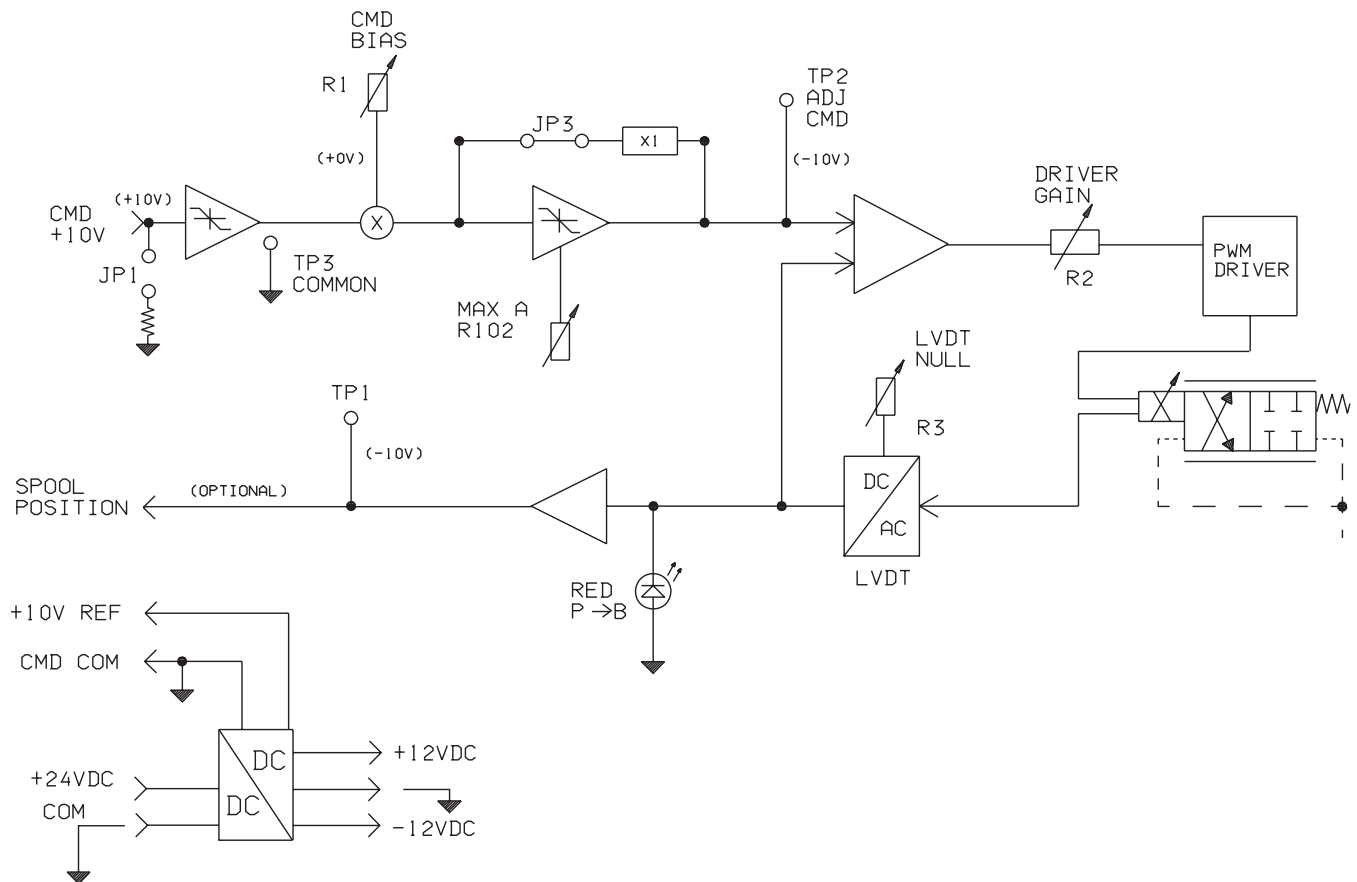 CMD
BIAS
R1
(+0V)
JP3
X1
TP2
ADJ
CMD
(-10V)
DRIVER
GAIN
R2
PWM
DRIVER
(+10V)
CMD
+10V
JP1
X
TP3
COMMON
MAX A
R102
LVDT
NULL
R3
TP1
(-10V)
SPOOL
POSITION
(OPTIONAL)
DC
AC
LVDT
RED
P→B
+10V REF
CMD COM
DC
DC
+24VDC
COM
+12VDC
-12VDC